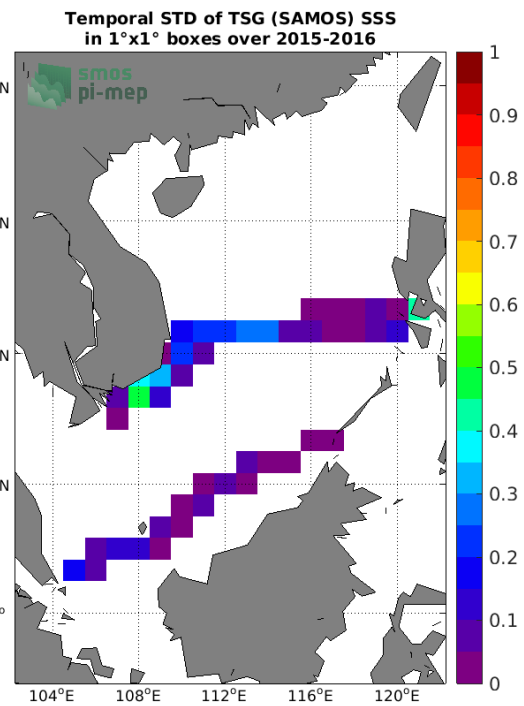 Temporal STD of TSG (SAMOS) SSS
in 1°x1° boxes over 2015-2016
smos
pi-mep
N
N
N
N
°
104°E 108°E 112°E 116°E 120°E
1
0.9
0.8
0.7
0.6
0.5
0.4
0.3
0.2
0.1
0